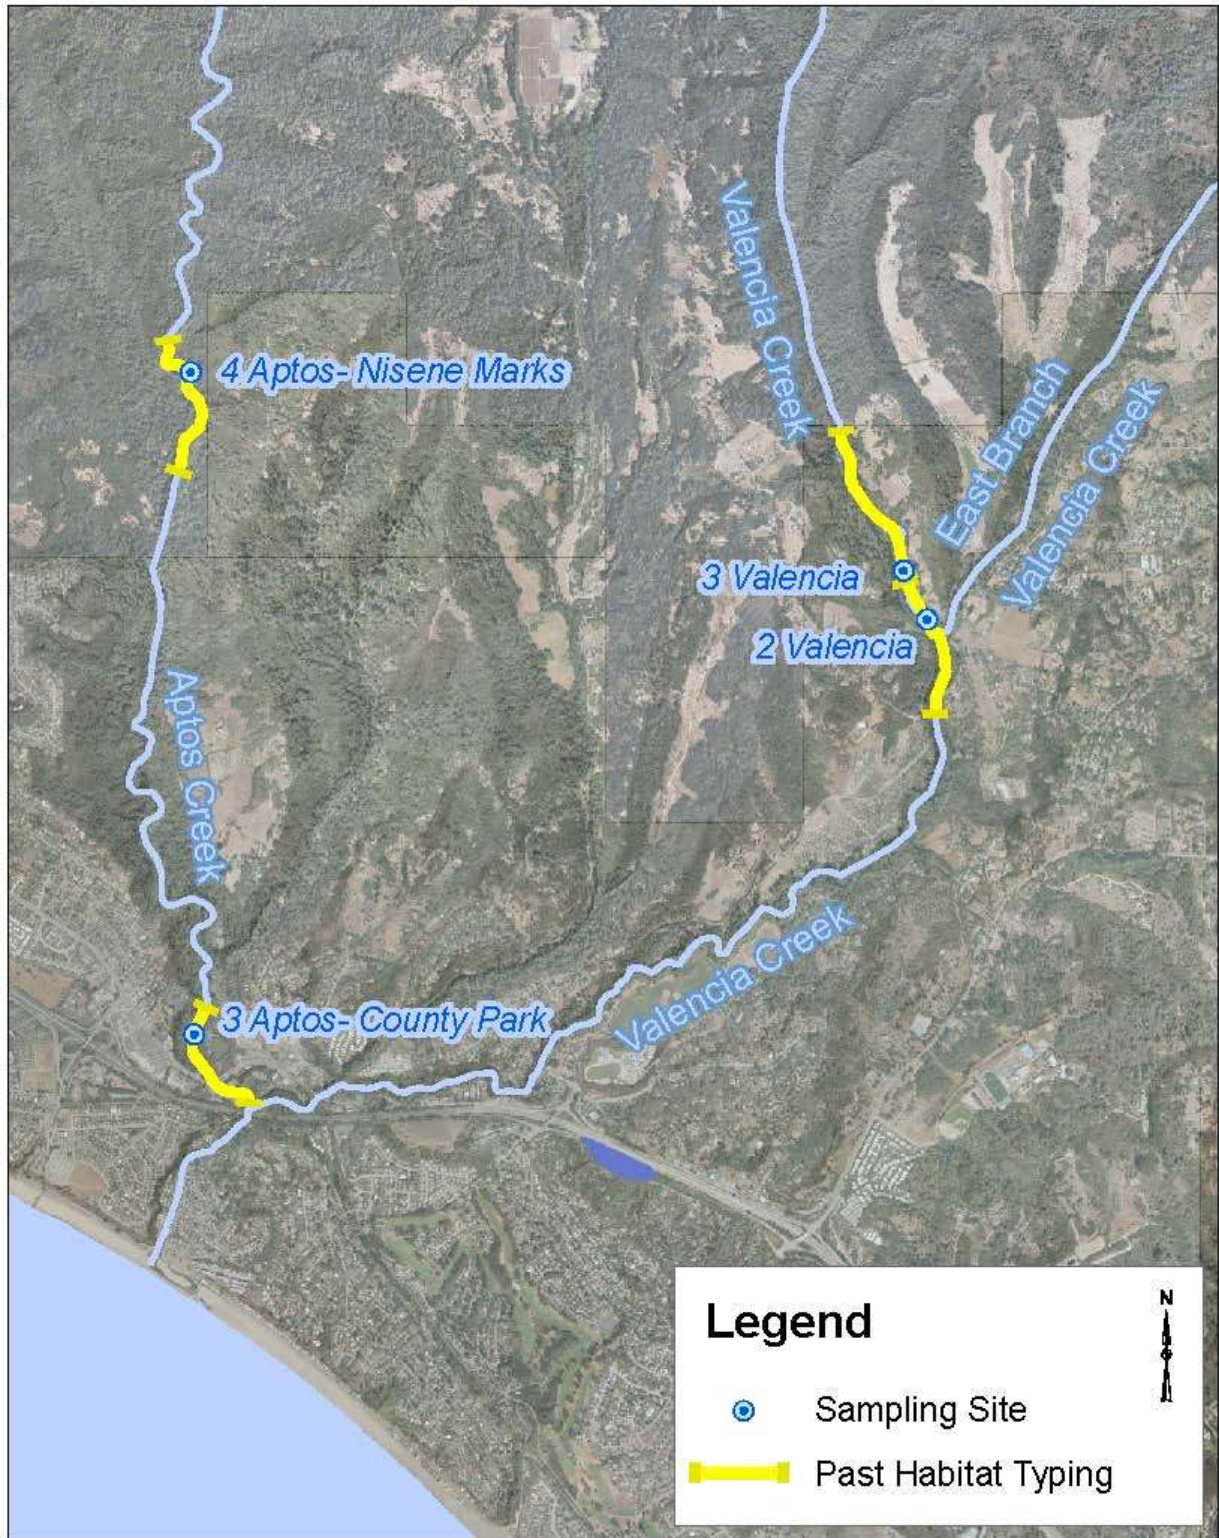 Valencia Creek
4 Aptos- Nisene Marks
East Branch
Valencia Creek
3 Valencia
2 Valencia
Aptos Creek
Valencia Creek
3 Aptos- County Park
Legend
N
Sampling Site
Past Habitat Typing